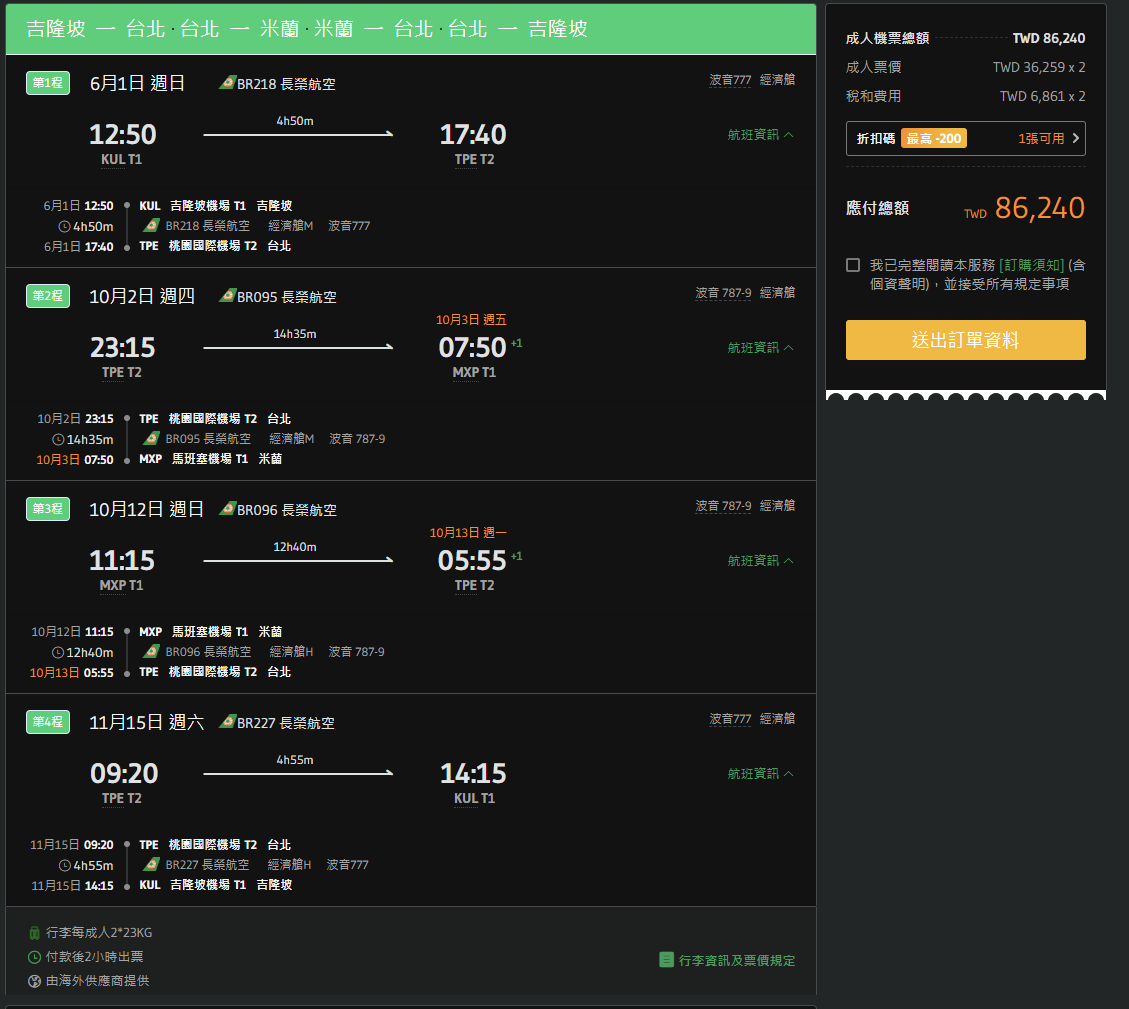 吉隆坡 一 台北·台北 一 米蘭·米蘭 一 台北·台北 一 吉隆坡
第1程 6月1日 週日 BR218 長榮航空 波音777 經濟艙
4h50m
12:50 17:40 航班資訊
KUL T1 TPE T2
6月1日 12:50 KUL 吉隆坡機場 T1 吉隆坡
4h50m BR218 長榮航空 經濟艙M 波音777
6月1日 17:40 TPE 桃園國際機場 T2 台北
第2程 10月2日 週四 BR095 長榮航空 波音 787-9 經濟艙
10月3日 週五
14h35m
23:15 07:50 +1 航班資訊
TPE T2 MXP T1
10月2日 23:15 TPE 桃園國際機場 T2 台北
14h35m BR095 長榮航空 經濟艙M 波音 787-9
10月3日 07:50 MXP 馬班塞機場 T1 米蘭
第3程 10月12日 週日 BR096 長榮航空 波音 787-9 經濟艙
10月13日 週一
12h40m
11:15 05:55 +1 航班資訊
MXP T1 TPE T2
10月12日 11:15 MXP 馬班塞機場 T1 米蘭
12h40m BR096 長榮航空 經濟艙H 波音 787-9
10月13日 05:55 TPE 桃園國際機場 T2 台北
第4程 11月15日 週六 BR227 長榮航空 波音777 經濟艙
4h55m
09:20 14:15 航班資訊
TPE T2 KUL T1
11月15日 09:20 TPE 桃園國際機場 T2 台北
4h55m BR227 長榮航空 經濟艙H 波音777
11月15日 14:15 KUL 吉隆坡機場 T1 吉隆坡
行李每成人2*23KG
付款後2小時出票
由海外供應商提供
行李資訊及票價規定
成人機票總額 TWD 86,240
成人票價 TWD 36,259 x 2
稅和費用 TWD 6,861 x 2
折扣碼 最高 -200 1張可用
應付總額 TWD 86,240
我已完整閱讀本服務 [訂購須知] (含
個資聲明)，並接受所有規定事項
送出訂單資料